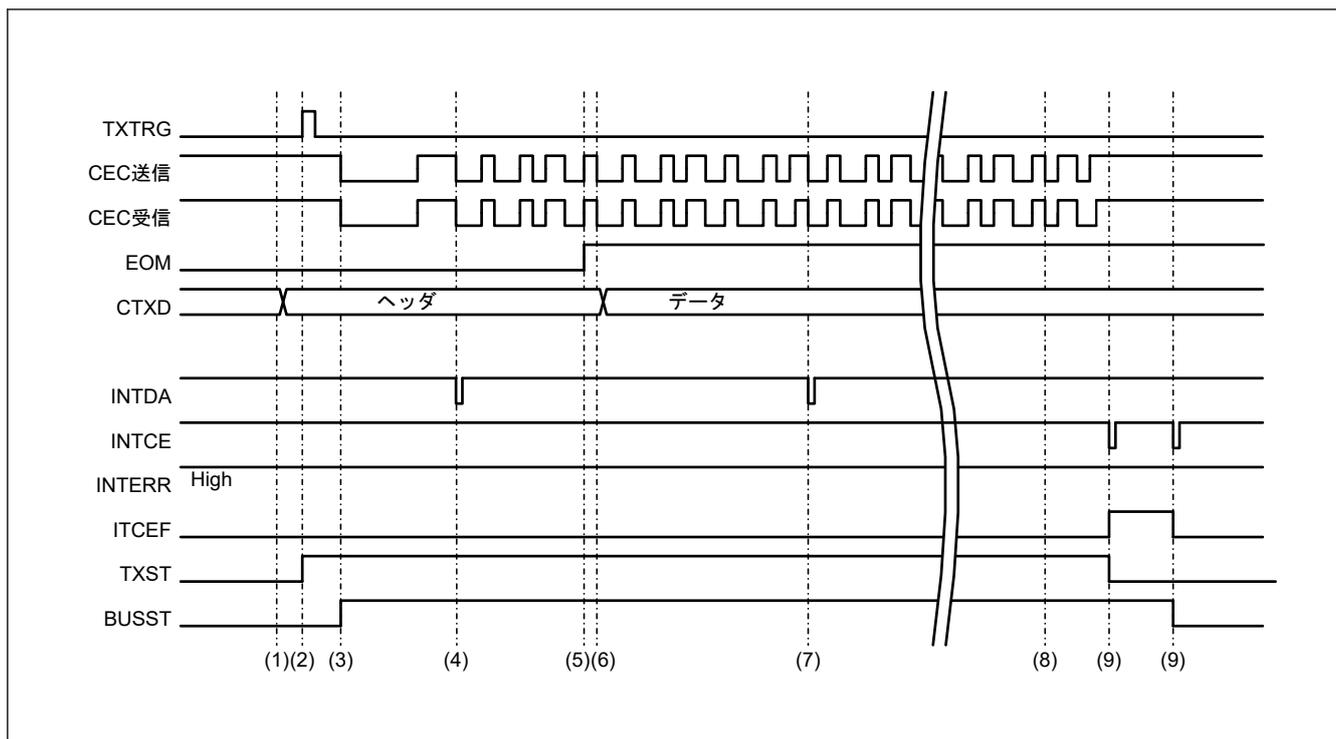 TXTRG
CEC送信
CEC受信
EOM
CTXD ヘッダ データ
INTDA
INTCE
INTERR High
ITCEF
TXST
BUSST
(1)(2) (3) (4) (5)(6) (7) (8) (9) (9)